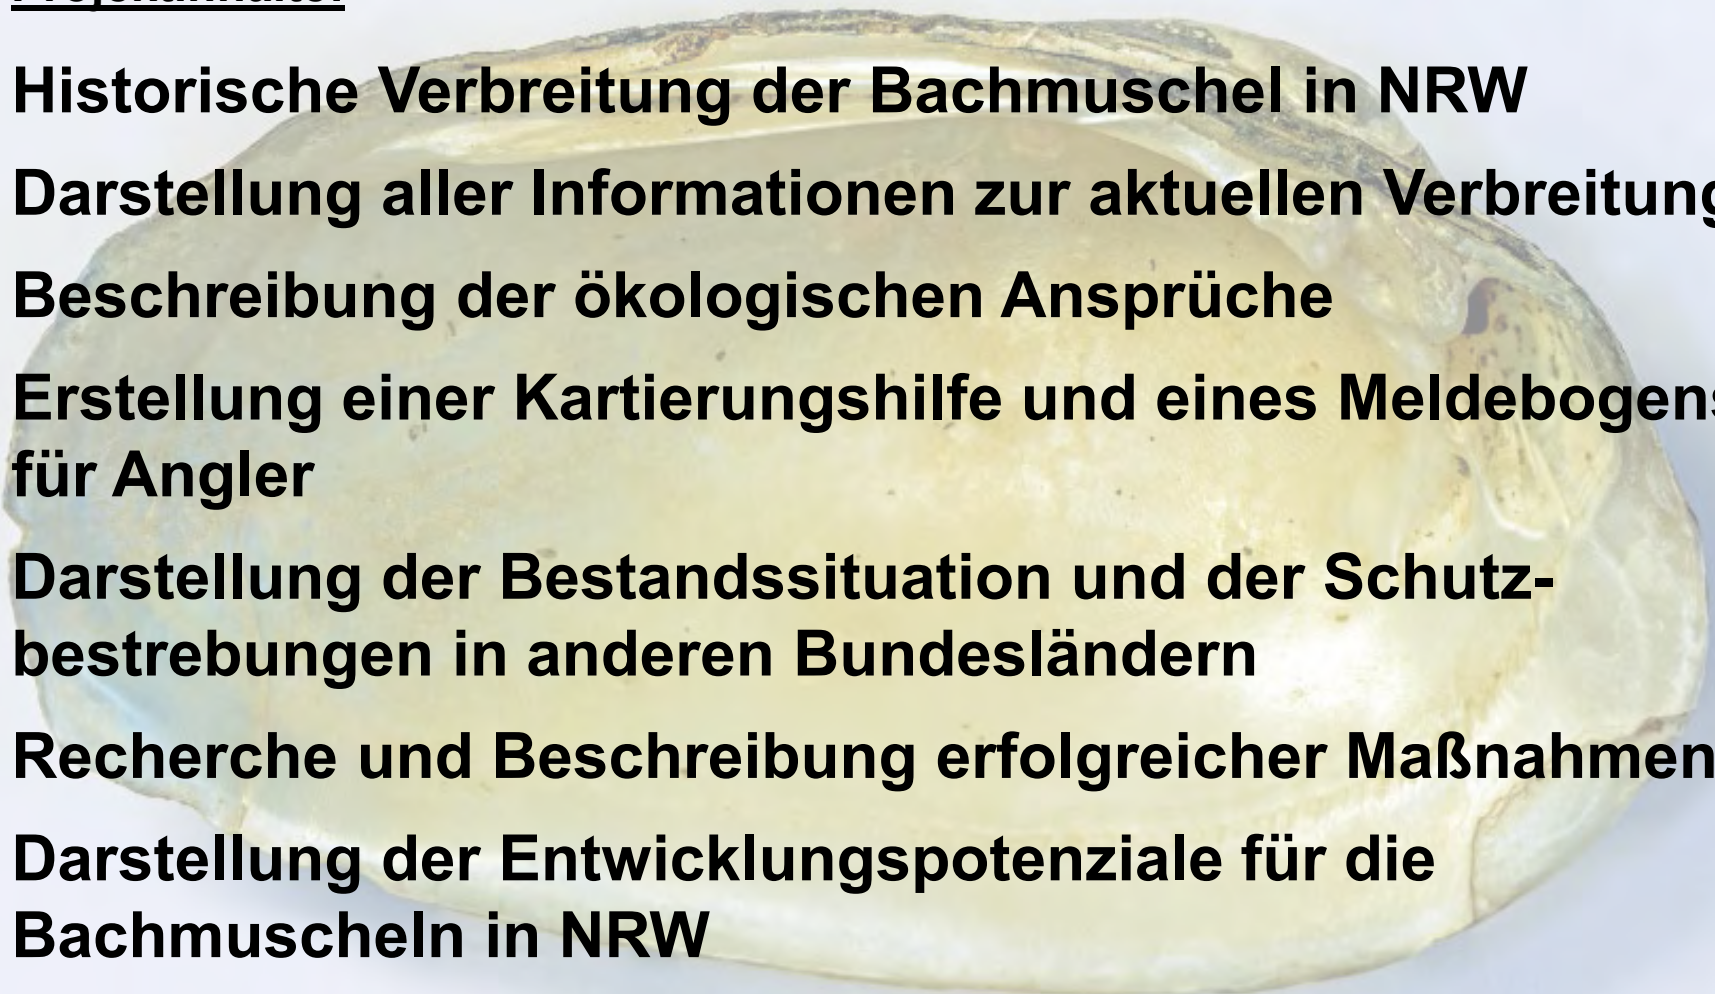 Projektinhalte:
Historische Verbreitung der Bachmuschel in NRW
Darstellung aller Informationen zur aktuellen Verbreitung
Beschreibung der ökologischen Ansprüche
Erstellung einer Kartierungshilfe und eines Meldebogens
für Angler
Darstellung der Bestandssituation und der Schutz-
bestrebungen in anderen Bundesländern
Recherche und Beschreibung erfolgreicher Maßnahmen
Darstellung der Entwicklungspotenziale für die
Bachmuscheln in NRW